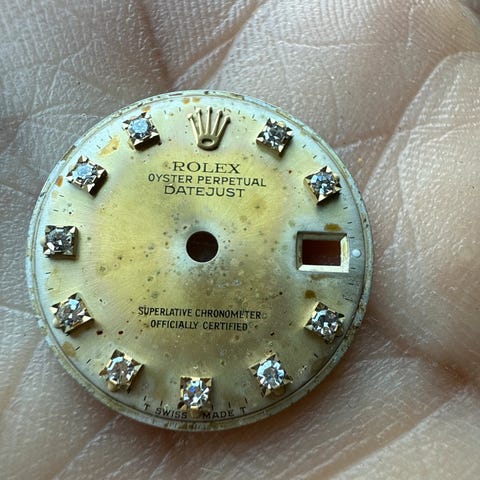 ROLEX
OYSTER PERPETUAL
DATEJUST
SUPERLATIVE CHRONOMETER
OFFICIALLY CERTIFIED
T SWISS MADE T